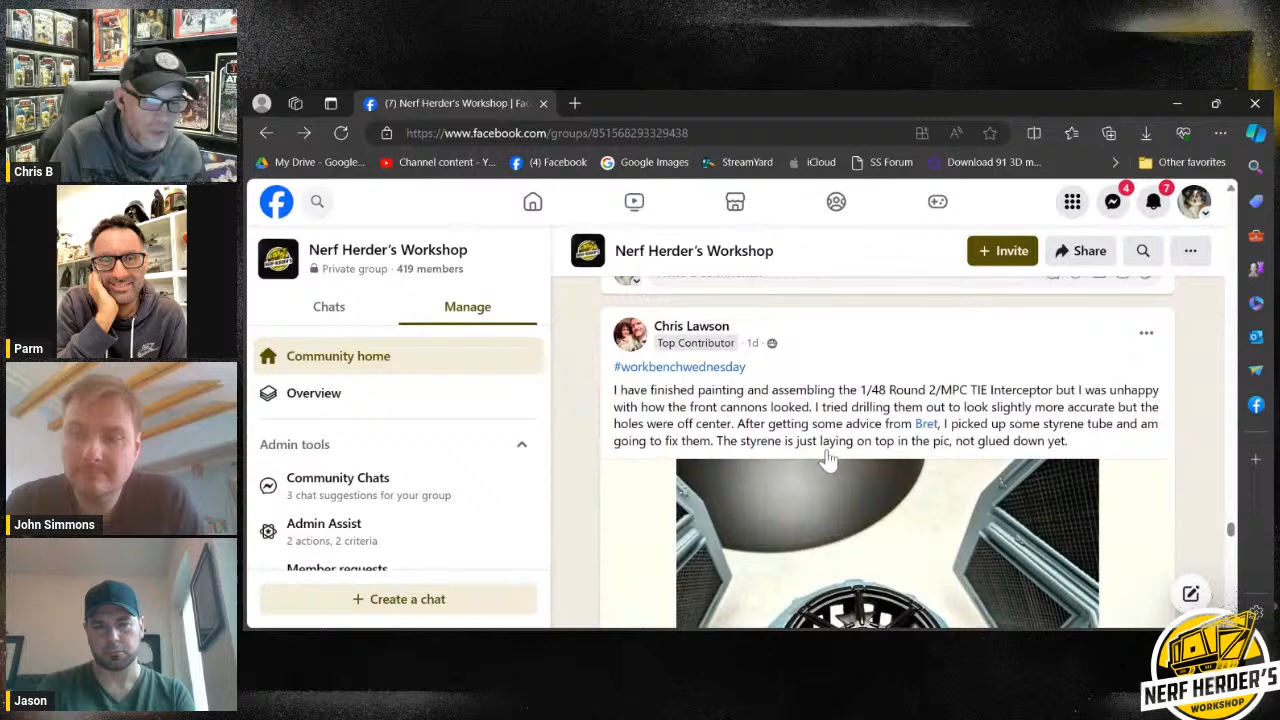 Chris B
Parm
John Simmons
Jason
(7) Nerf Herder's Workshop | Fac
https://www.facebook.com/groups/851568293329438
My Drive - Google...
Channel content - Y...
(4) Facebook
Google Images
StreamYard
iCloud
SS Forum
Download 91 3D m...
Other favorites
4
7
Nerf Herder's Workshop
Private group · 419 members
Chats
Manage
Community home
Overview
Admin tools
Community Chats
3 chat suggestions for your group
Admin Assist
2 actions, 2 criteria
Member requests
+ Create a chat
Nerf Herder's Workshop
+ Invite
Share
Chris Lawson
Top Contributor · 1d ·
#workbenchwednesday
I have finished painting and assembling the 1/48 Round 2/MPC TIE Interceptor but I was unhappy
with how the front cannons looked. I tried drilling them out to look slightly more accurate but the
holes were off center. After getting some advice from Bret, I picked up some styrene tube and am
going to fix them. The styrene is just laying on top in the pic, not glued down yet.
NERF HERDER'S
WORKSHOP